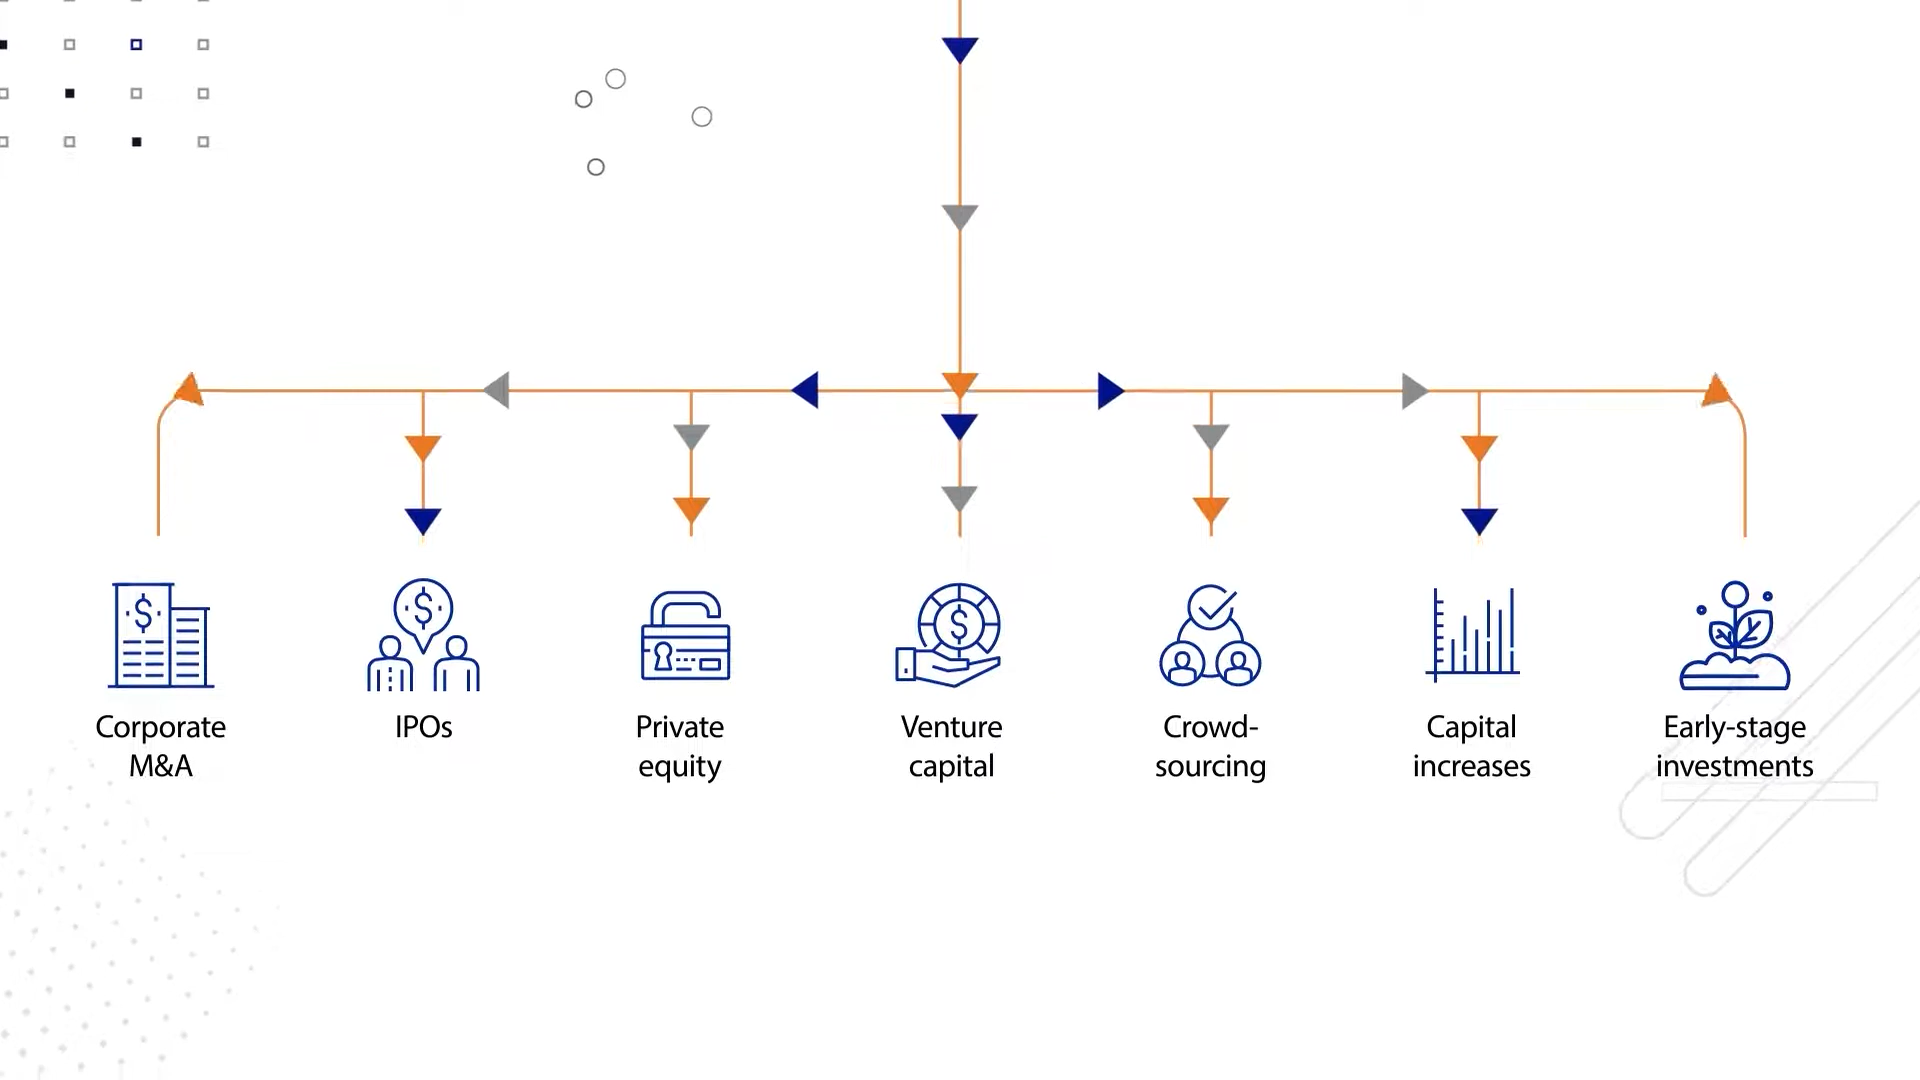 Corporate
M&A
IPOs
Private
equity
Venture
capital
Crowd-
sourcing
Capital
increases
Early-stage
investments